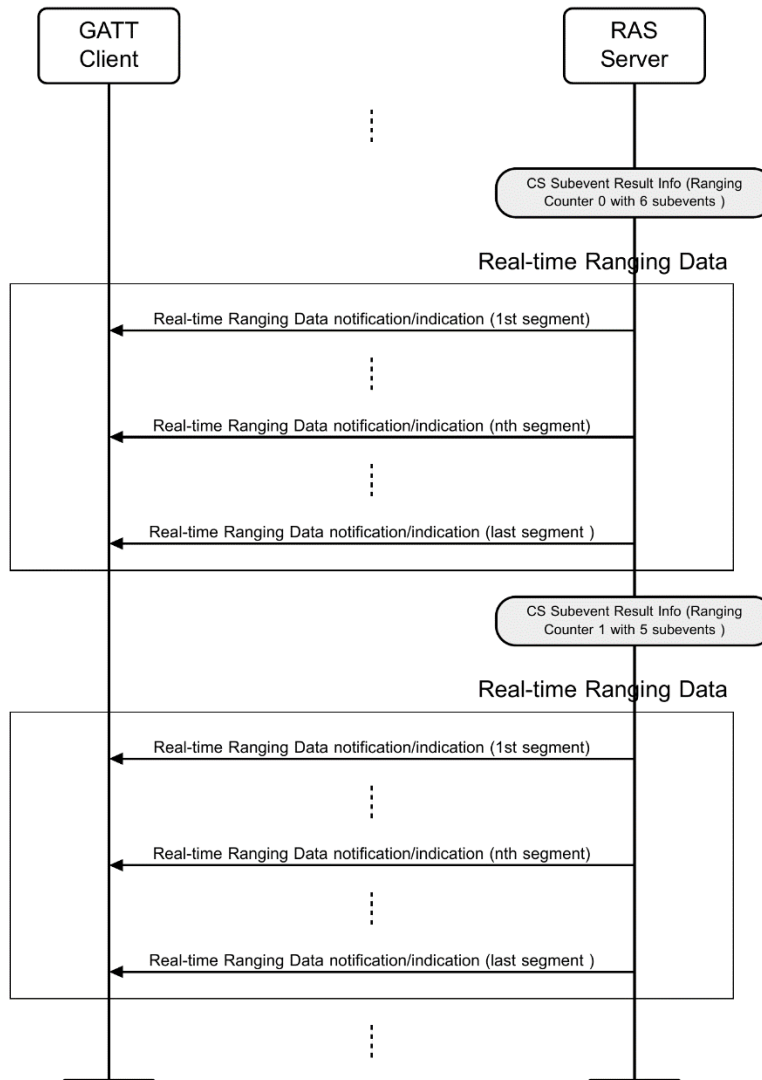 GATT
Client
RAS
Server
CS Subevent Result Info (Ranging
Counter 0 with 6 subevents )
Real-time Ranging Data
Real-time Ranging Data notification/indication (1st segment)
Real-time Ranging Data notification/indication (nth segment)
Real-time Ranging Data notification/indication (last segment )
CS Subevent Result Info (Ranging
Counter 1 with 5 subevents )
Real-time Ranging Data
Real-time Ranging Data notification/indication (1st segment)
Real-time Ranging Data notification/indication (nth segment)
Real-time Ranging Data notification/indication (last segment )